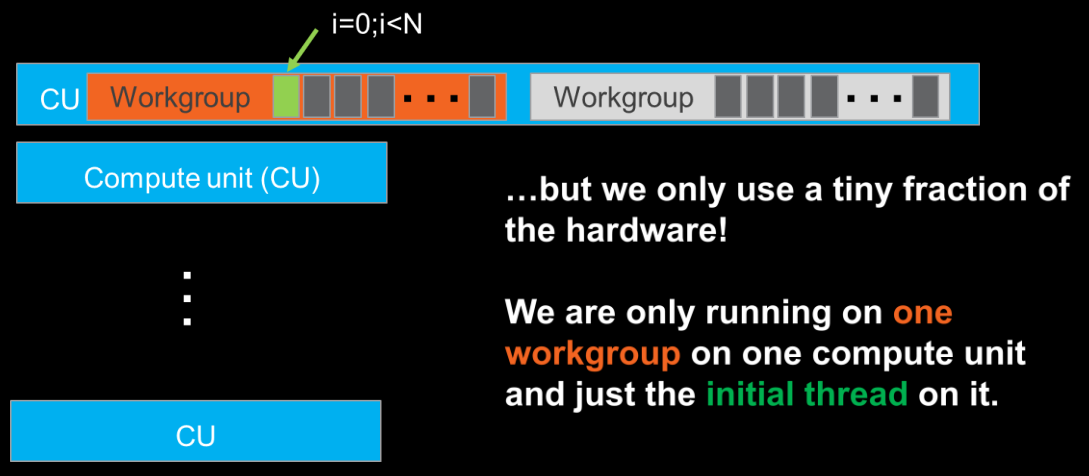 i=0;i<N
CU Workgroup Workgroup
Compute unit (CU)
…but we only use a tiny fraction of
the hardware!
We are only running on one
workgroup on one compute unit
and just the initial thread on it.
CU